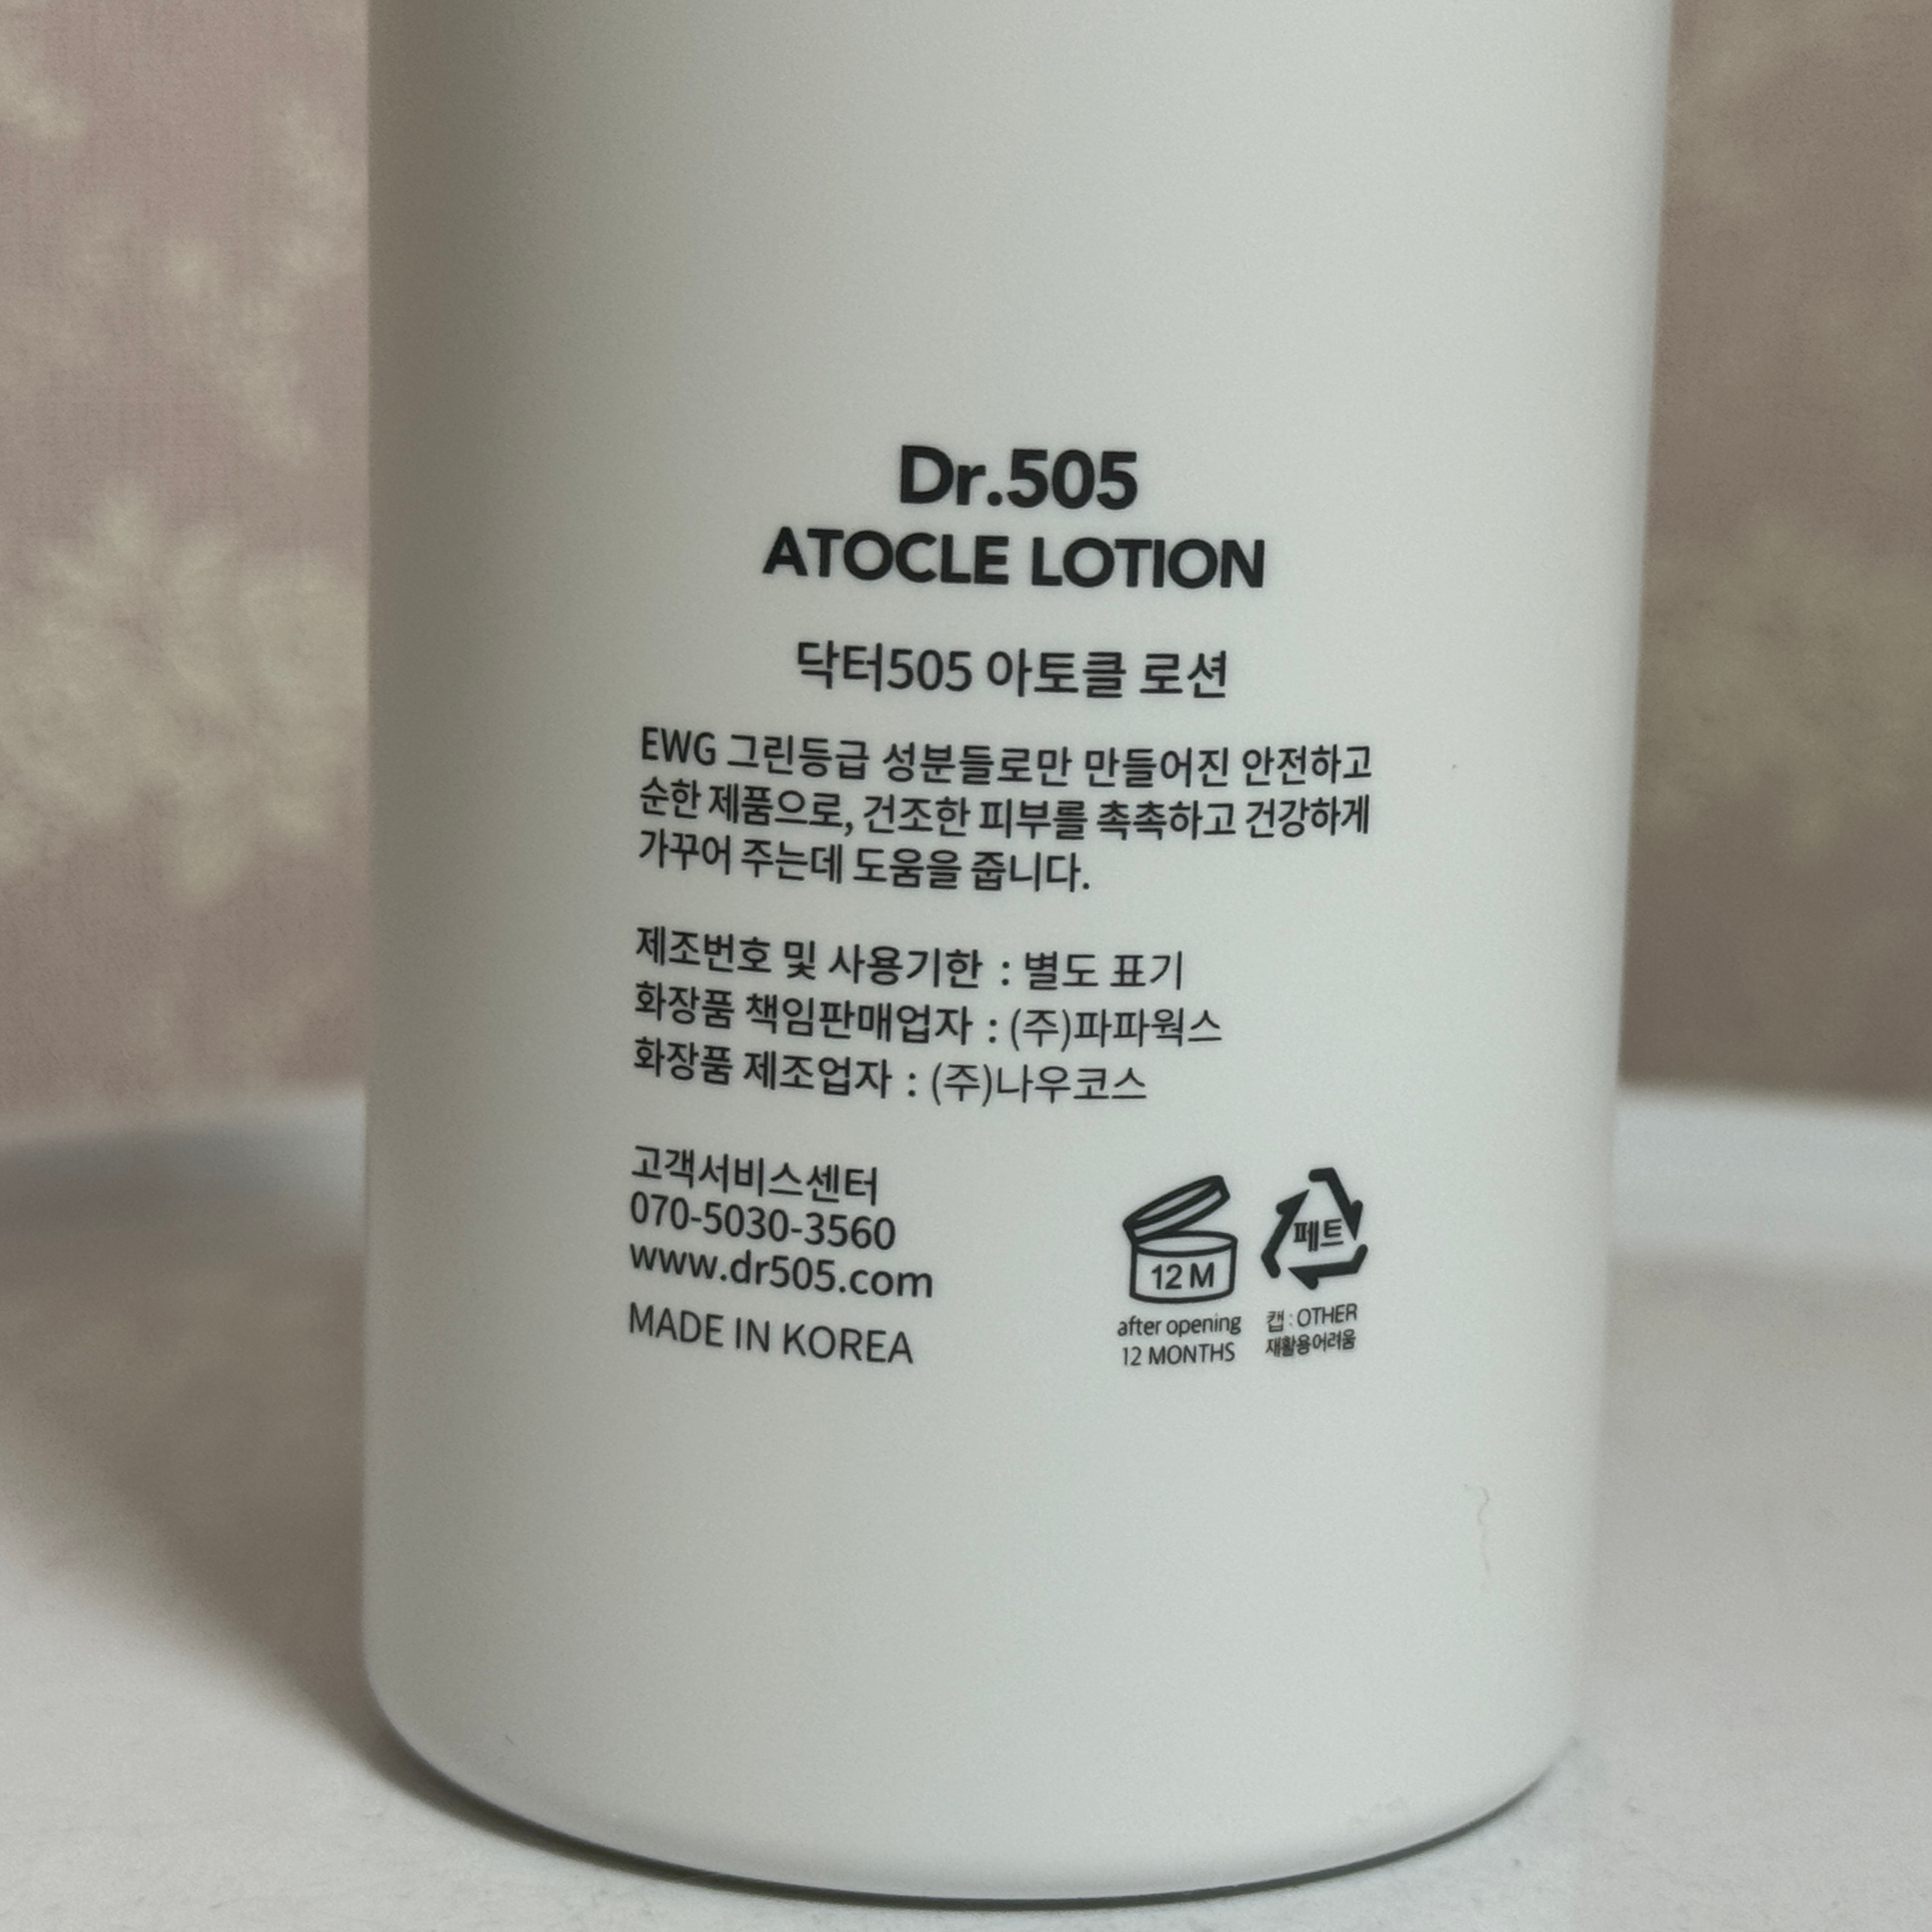 Dr.505
ATOCLE LOTION
닥터505 아토클 로션
EWG 그린등급 성분들로만 만들어진 안전하고
순한 제품으로, 건조한 피부를 촉촉하고 건강하게
가꾸어 주는데 도움을 줍니다.
제조번호 및 사용기한 : 별도 표기
화장품 책임판매업자 : (주)파파웍스
화장품 제조업자 : (주)나우코스
고객서비스센터
070-5030-3560
www.dr505.com
MADE IN KOREA
12 M
after opening
12 MONTHS
페트
캡 : OTHER
재활용어려움